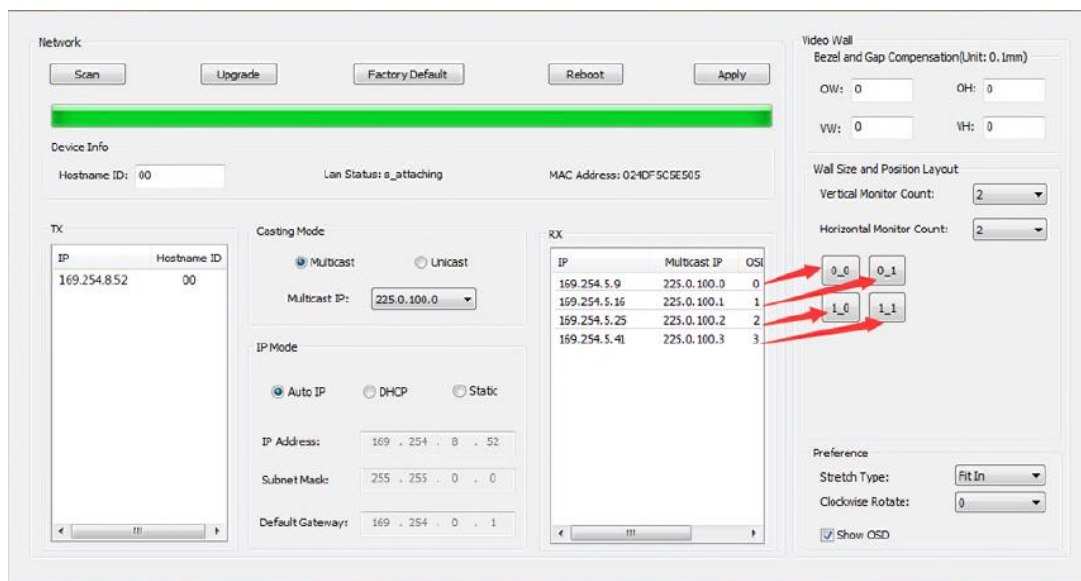 Network
Scan
Upgrade
Factory Default
Reboot
Apply
Device Info
Hostname ID: 00
Lan Status: s_attaching
MAC Address: 024DF5C5E505
TX
IP Hostname ID
169.254.8.52 00
Casting Mode
Multicast Unicast
Multicast IP: 225.0.100.0
IP Mode
Auto IP DHCP Static
IP Address: 169 . 254 . 8 . 52
Subnet Mask: 255 . 255 . 0 . 0
Default Gateway: 169 . 254 . 0 . 1
RX
IP Multicast IP OSI
169.254.5.9 225.0.100.0 0
169.254.5.16 225.0.100.1 1
169.254.5.25 225.0.100.2 2
169.254.5.41 225.0.100.3 3
Video Wall
Bezel and Gap Compensation(Unit: 0.1mm)
OW: 0 OH: 0
VW: 0 VH: 0
Wall Size and Position Layout
Vertical Monitor Count: 2
Horizontal Monitor Count: 2
0_0 0_1
1_0 1_1
Preference
Stretch Type: Fit In
Clockwise Rotate: 0
Show OSD